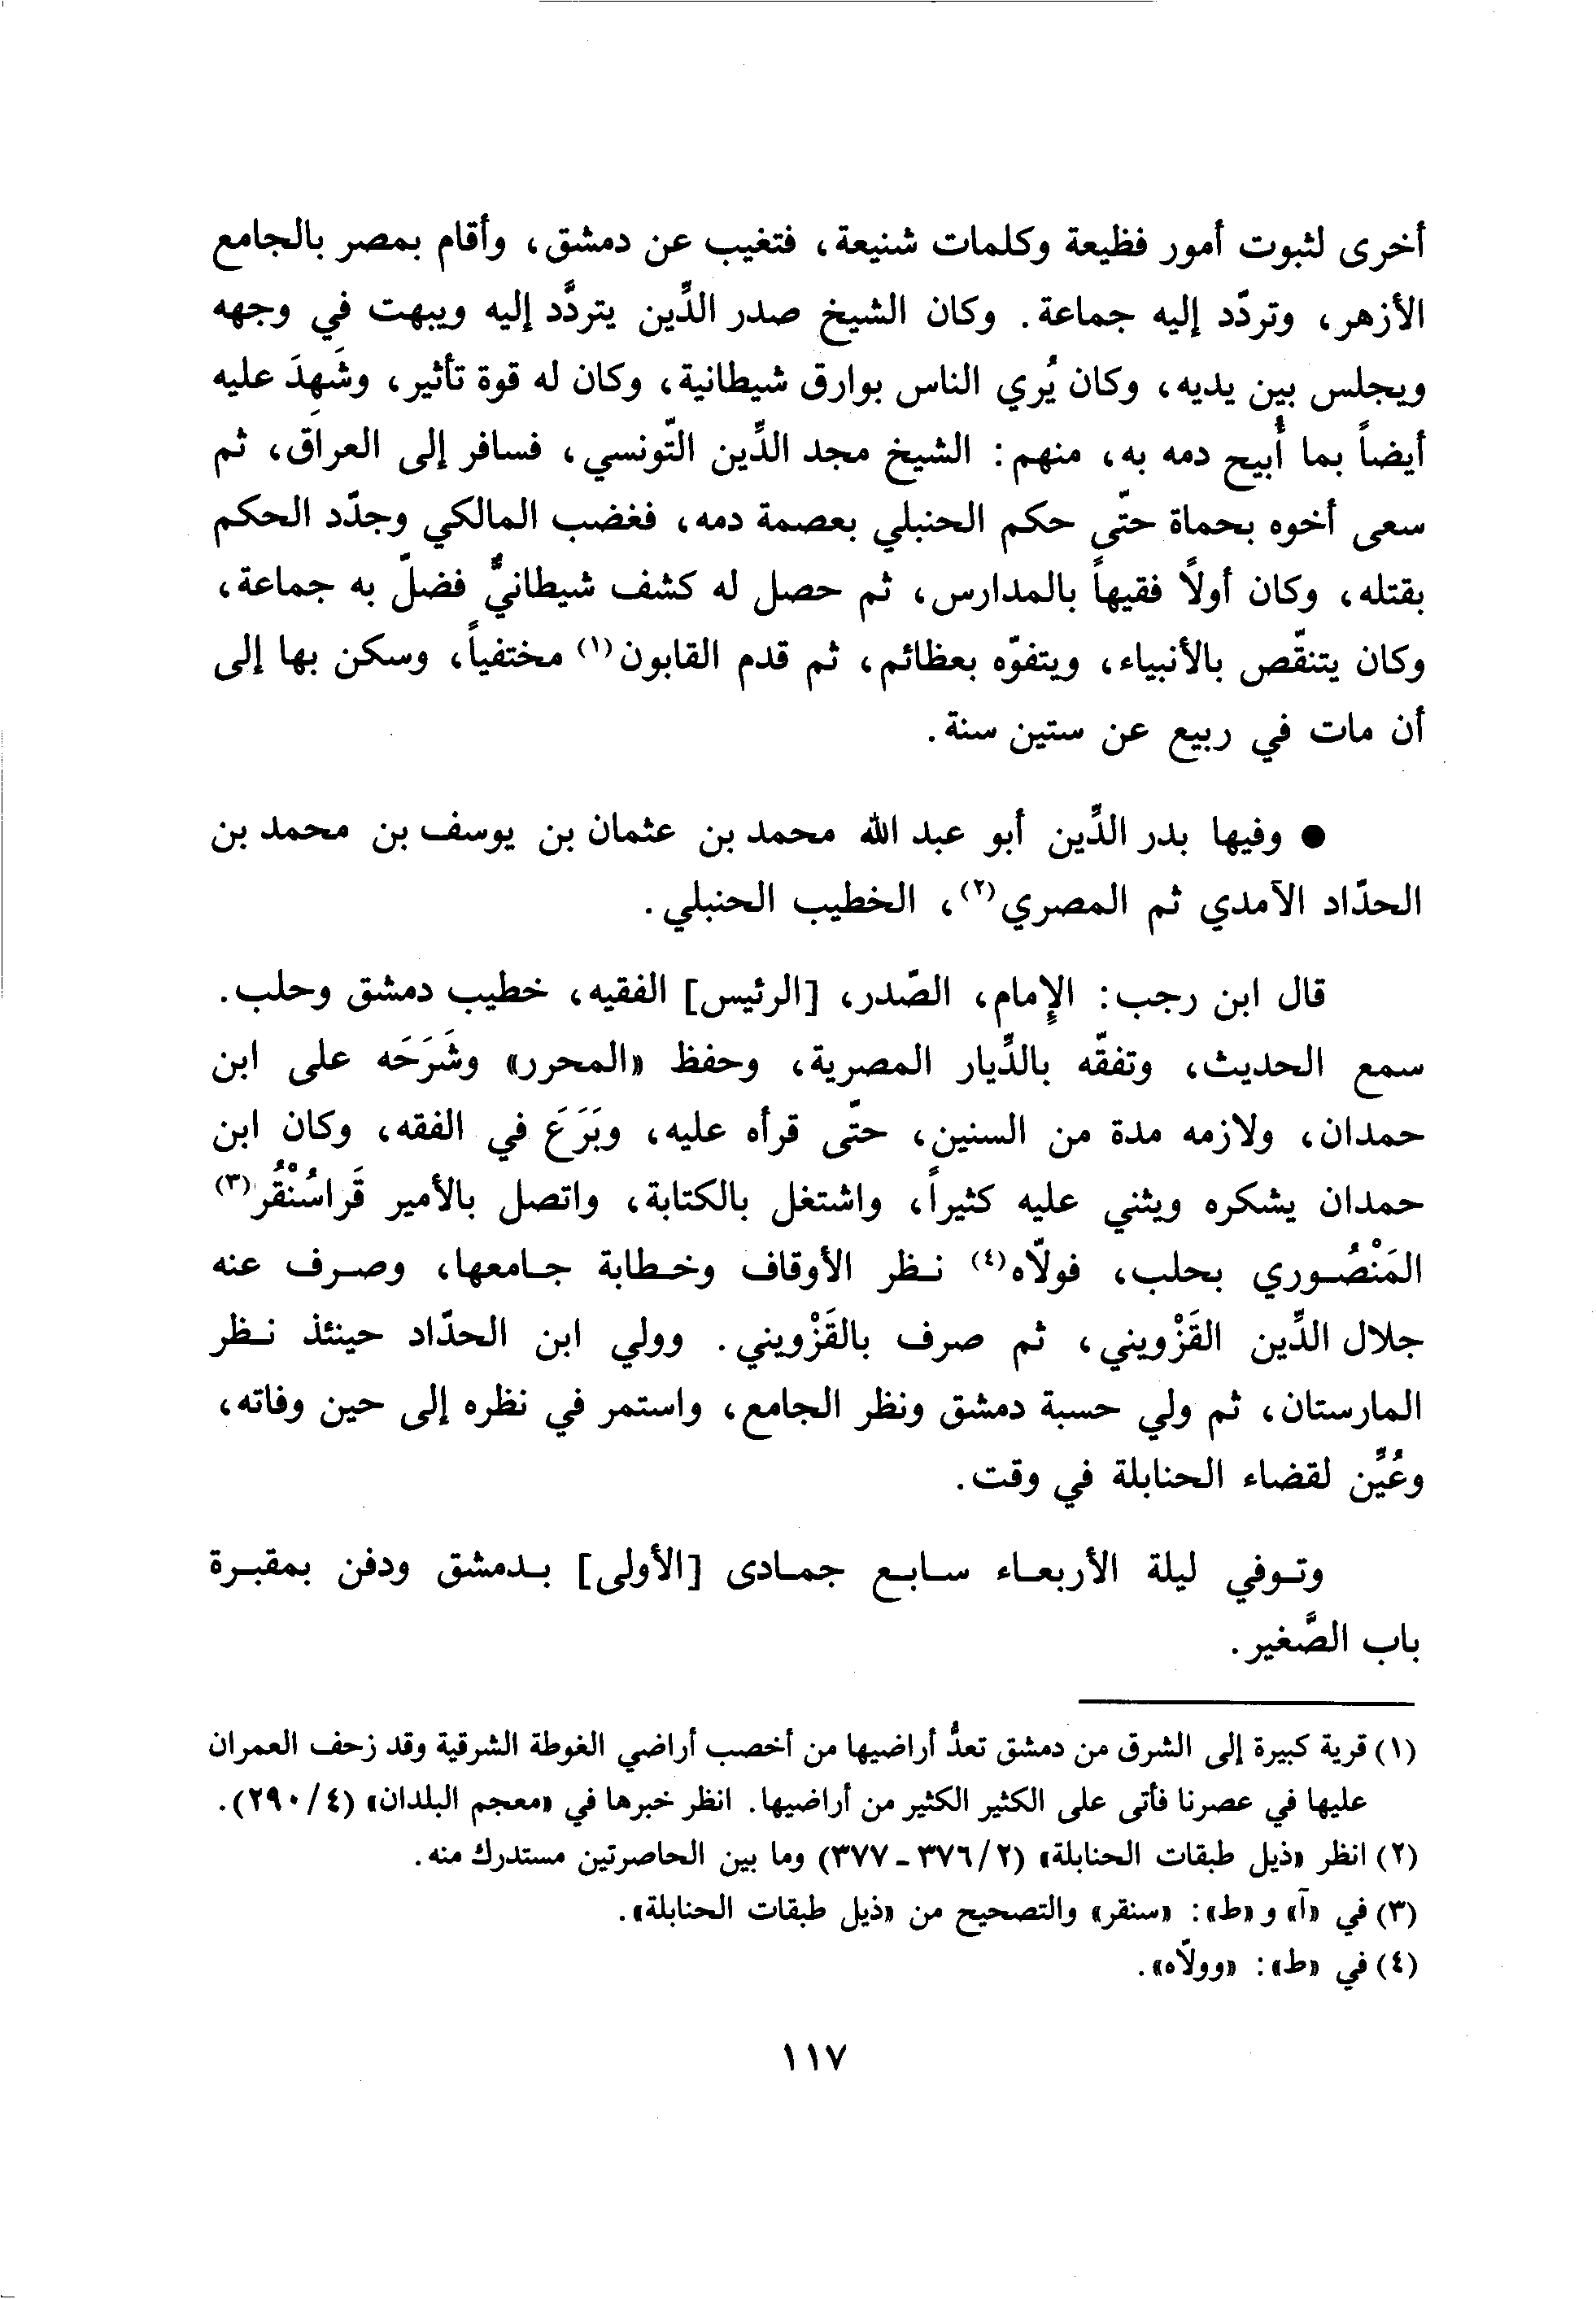 أخرى لثبوت أمور فظيعة وكلمات شنيعة، فتغيب عن دمشق، وأقام بمصر بالجامع
الأزهر، وتردّد إليه جماعة. وكان الشيخ صدر الدِّين يتردَّد إليه ويبهت في وجهه
ويجلس بين يديه، وكان يُري الناس بوارق شيطانية، وكان له قوة تأثير، وشَهِدَ عليه
أيضاً بما أُبيح دمه به، منهم: الشيخ مجد الدِّين التّونسي، فسافر إلى العراق، ثم
سعى أخوه بحماة حتّى حكم الحنبلي بعصمة دمه، فغضب المالكي وجدّد الحكم
بقتله، وكان أولاً فقيهاً بالمدارس، ثم حصل له كشف شيطانيٌّ فضلّ به جماعة،
وكان يتنقّص بالأنبياء، ويتفوّه بعظائم، ثم قدم القابون(١) مختفياً، وسكن بها إلى
أن مات في ربيع عن ستين سنة.
● وفيها بدر الدِّين أبو عبد الله محمد بن عثمان بن يوسف بن محمد بن
الحدّاد الآمدي ثم المصري(٢)، الخطيب الحنبلي.
قال ابن رجب: الإمام، الصّدر، [الرئيس] الفقيه، خطيب دمشق وحلب.
سمع الحديث، وتفقّه بالدِّيار المصرية، وحفظ «المحرر» وشَرَحَه على ابن
حمدان، ولازمه مدة من السنين، حتّى قرأه عليه، وبَرَعَ في الفقه، وكان ابن
حمدان يشكره ويثني عليه كثيراً، واشتغل بالكتابة، واتصل بالأمير قَراسُنْقُر(٣)
المَنْصُوري بحلب، فولّاه(٤) نظر الأوقاف وخطابة جامعها، وصرف عنه
جلال الدِّين القَزْويني، ثم صرف بالقَزْويني. وولي ابن الحدّاد حينئذ نظر
المارستان، ثم ولي حسبة دمشق ونظر الجامع، واستمر في نظره إلى حين وفاته،
وعُيِّن لقضاء الحنابلة في وقت.
وتوفي ليلة الأربعاء سابع جمادى [الأولى] بدمشق ودفن بمقبرة
باب الصَّغير.
(١) قرية كبيرة إلى الشرق من دمشق تعدُّ أراضيها من أخصب أراضي الغوطة الشرقية وقد زحف العمران
عليها في عصرنا فأتى على الكثير الكثير من أراضيها. انظر خبرها في «معجم البلدان» (٤/ ٢٩٠).
(٢) انظر «ذيل طبقات الحنابلة» (٢/ ٣٧٦ ـ ٣٧٧) وما بين الحاصرتين مستدرك منه.
(٣) في «آ» و«ط»: «سنقر» والتصحيح من «ذيل طبقات الحنابلة».
(٤) في «ط»: «وولّاه».
١١٧